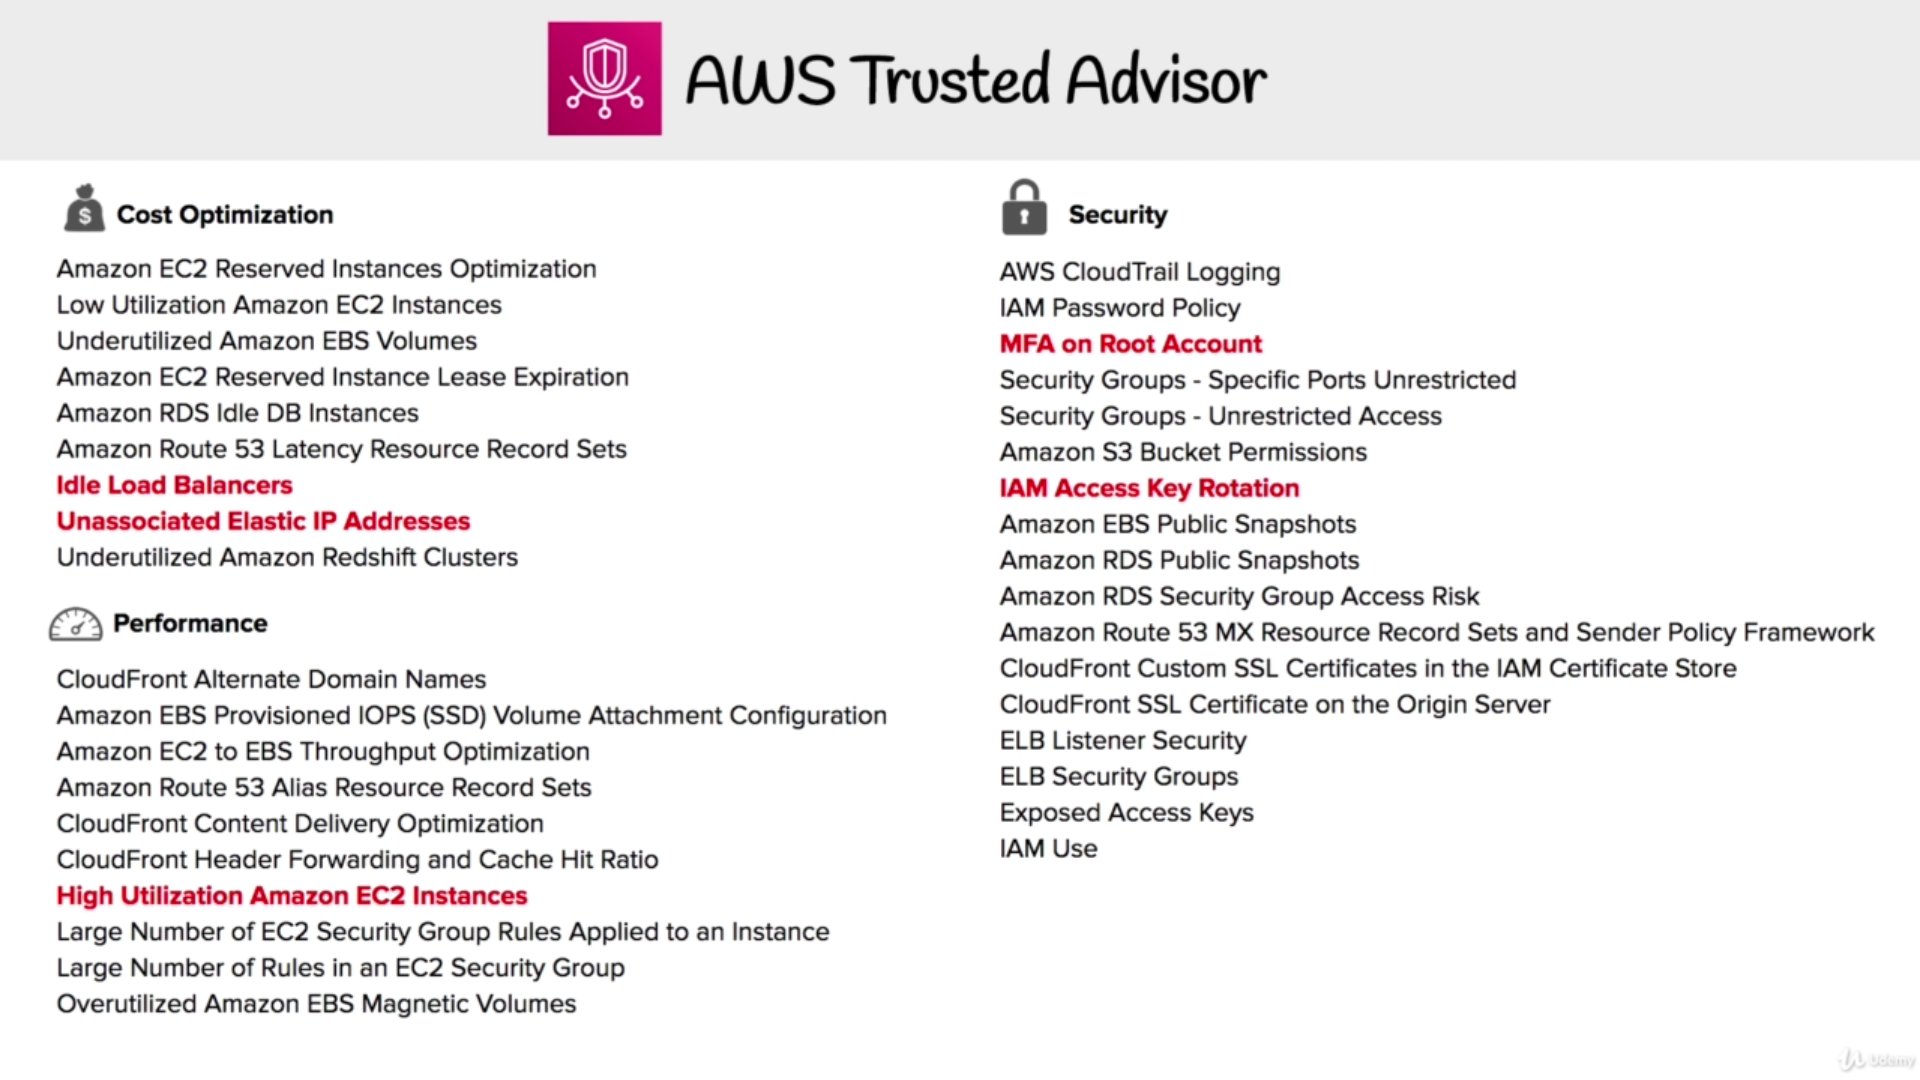 AWS Trusted Advisor
$ Cost Optimization
Amazon EC2 Reserved Instances Optimization
Low Utilization Amazon EC2 Instances
Underutilized Amazon EBS Volumes
Amazon EC2 Reserved Instance Lease Expiration
Amazon RDS Idle DB Instances
Amazon Route 53 Latency Resource Record Sets
Idle Load Balancers
Unassociated Elastic IP Addresses
Underutilized Amazon Redshift Clusters
Performance
CloudFront Alternate Domain Names
Amazon EBS Provisioned IOPS (SSD) Volume Attachment Configuration
Amazon EC2 to EBS Throughput Optimization
Amazon Route 53 Alias Resource Record Sets
CloudFront Content Delivery Optimization
CloudFront Header Forwarding and Cache Hit Ratio
High Utilization Amazon EC2 Instances
Large Number of EC2 Security Group Rules Applied to an Instance
Large Number of Rules in an EC2 Security Group
Overutilized Amazon EBS Magnetic Volumes
Security
AWS CloudTrail Logging
IAM Password Policy
MFA on Root Account
Security Groups - Specific Ports Unrestricted
Security Groups - Unrestricted Access
Amazon S3 Bucket Permissions
IAM Access Key Rotation
Amazon EBS Public Snapshots
Amazon RDS Public Snapshots
Amazon RDS Security Group Access Risk
Amazon Route 53 MX Resource Record Sets and Sender Policy Framework
CloudFront Custom SSL Certificates in the IAM Certificate Store
CloudFront SSL Certificate on the Origin Server
ELB Listener Security
ELB Security Groups
Exposed Access Keys
IAM Use
Udemy